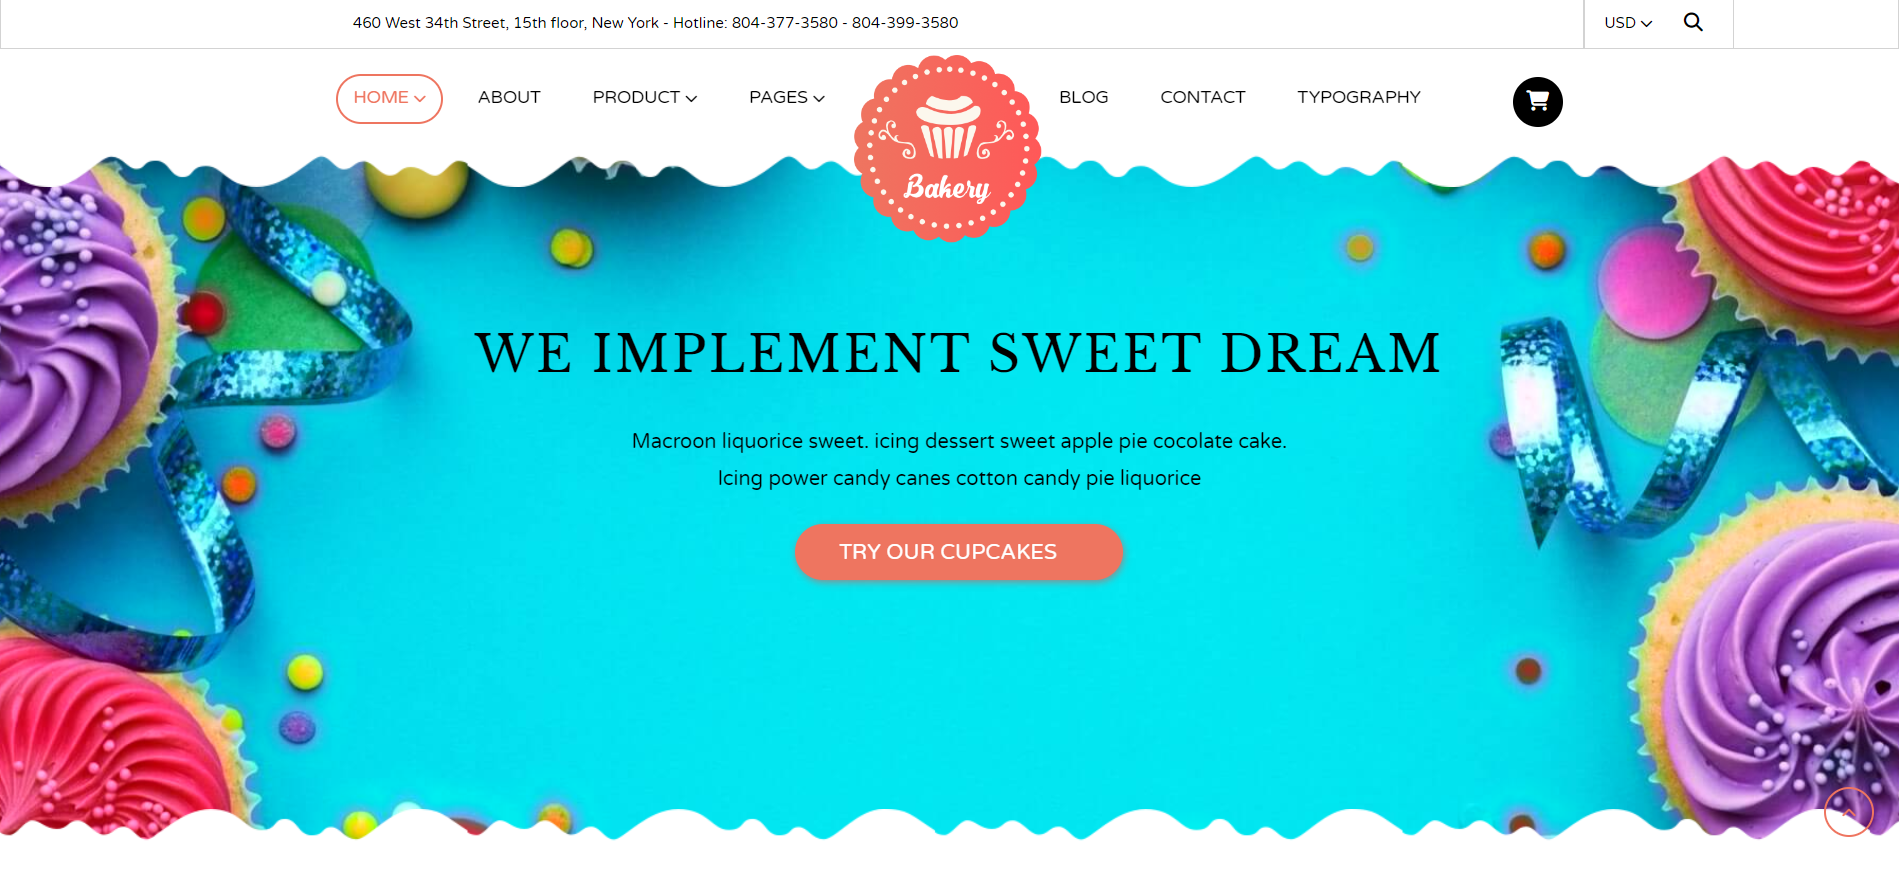 460 West 34th Street, 15th floor, New York - Hotline: 804-377-3580 - 804-399-3580
USD
HOME
ABOUT
PRODUCT
PAGES
Bakery
BLOG
CONTACT
TYPOGRAPHY
WE IMPLEMENT SWEET DREAM
Macroon liquorice sweet. icing dessert sweet apple pie cocolate cake.
Icing power candy canes cotton candy pie liquorice
TRY OUR CUPCAKES